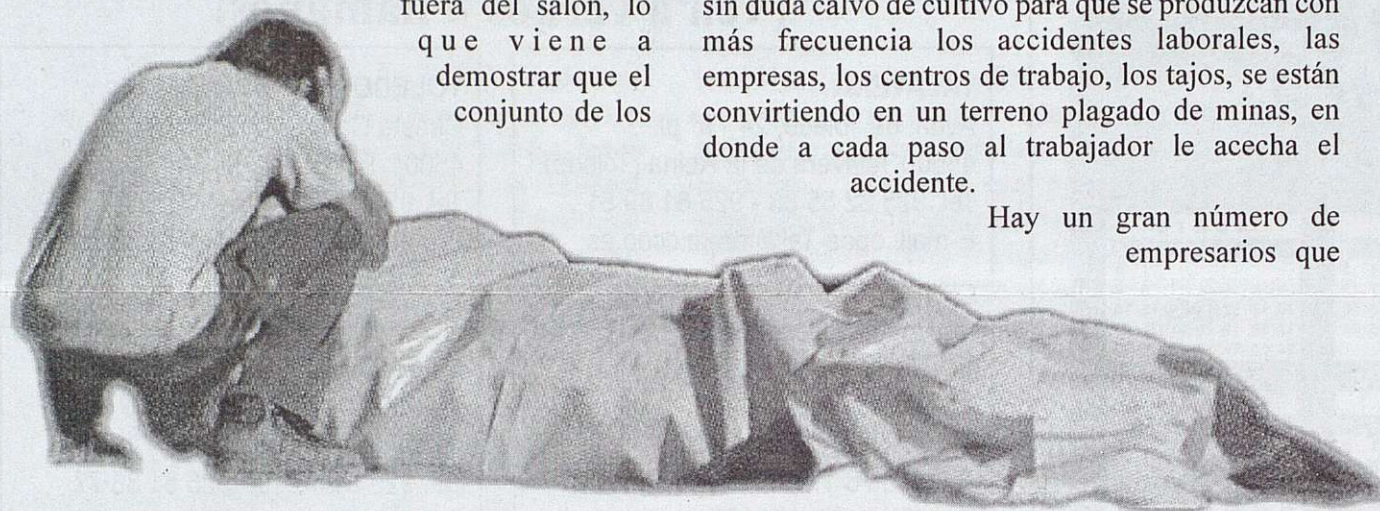 fuera del salón, lo
que viene a
demostrar que el
conjunto de los
sin duda calvo de cultivo para que se produzcan con
más frecuencia los accidentes laborales, las
empresas, los centros de trabajo, los tajos, se están
convirtiendo en un terreno plagado de minas, en
donde a cada paso al trabajador le acecha el
accidente.
Hay un gran número de
empresarios que